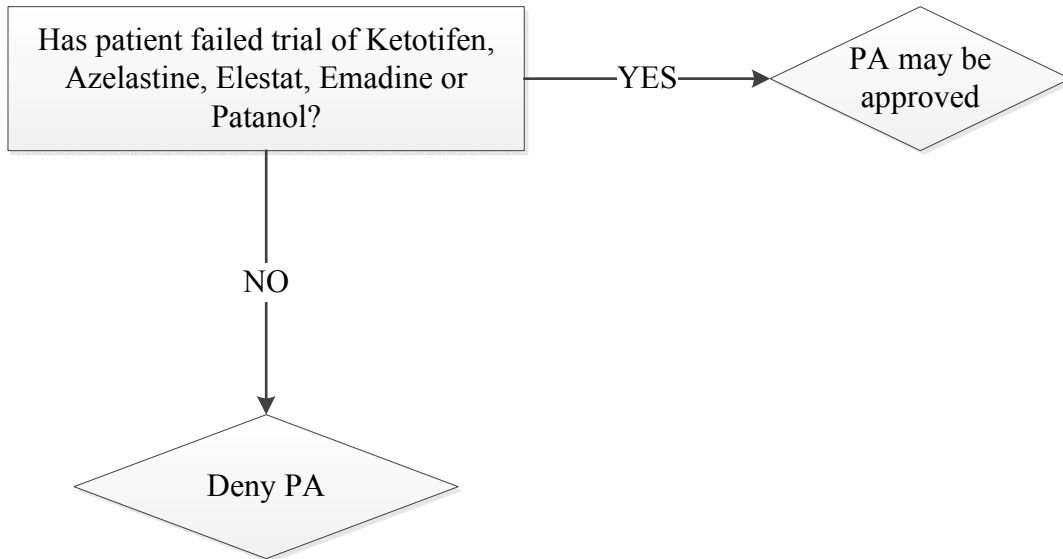 Has patient failed trial of Ketotifen,
Azelastine, Elestat, Emadine or
Patanol?
YES
PA may be
approved
NO
Deny PA